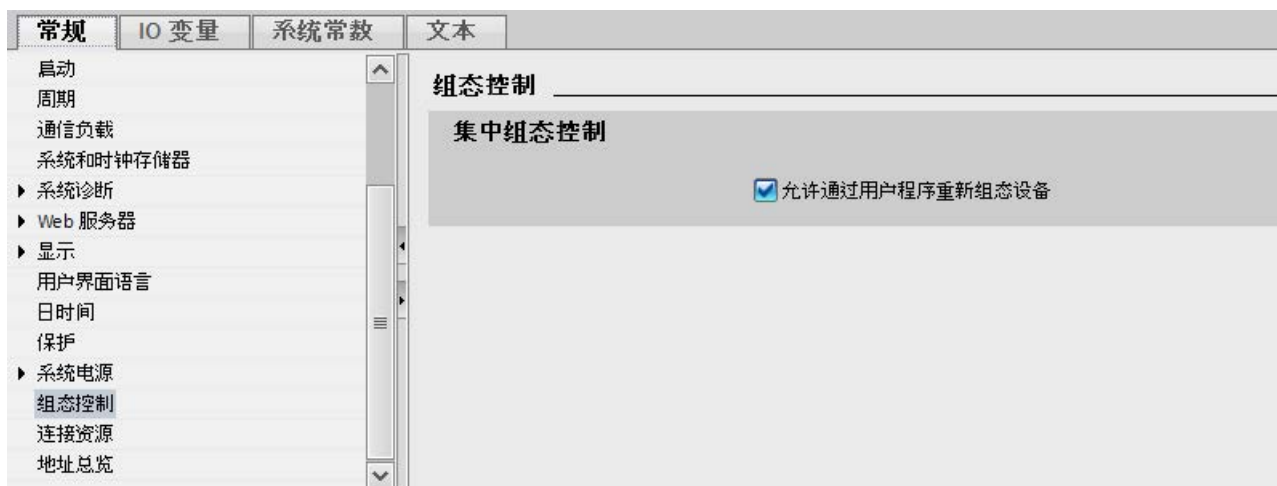 常规 IO 变量 系统常数 文本
启动
周期
通信负载
系统和时钟存储器
系统诊断
Web 服务器
显示
用户界面语言
日时间
保护
系统电源
组态控制
连接资源
地址总览
组态控制
集中组态控制
允许通过用户程序重新组态设备